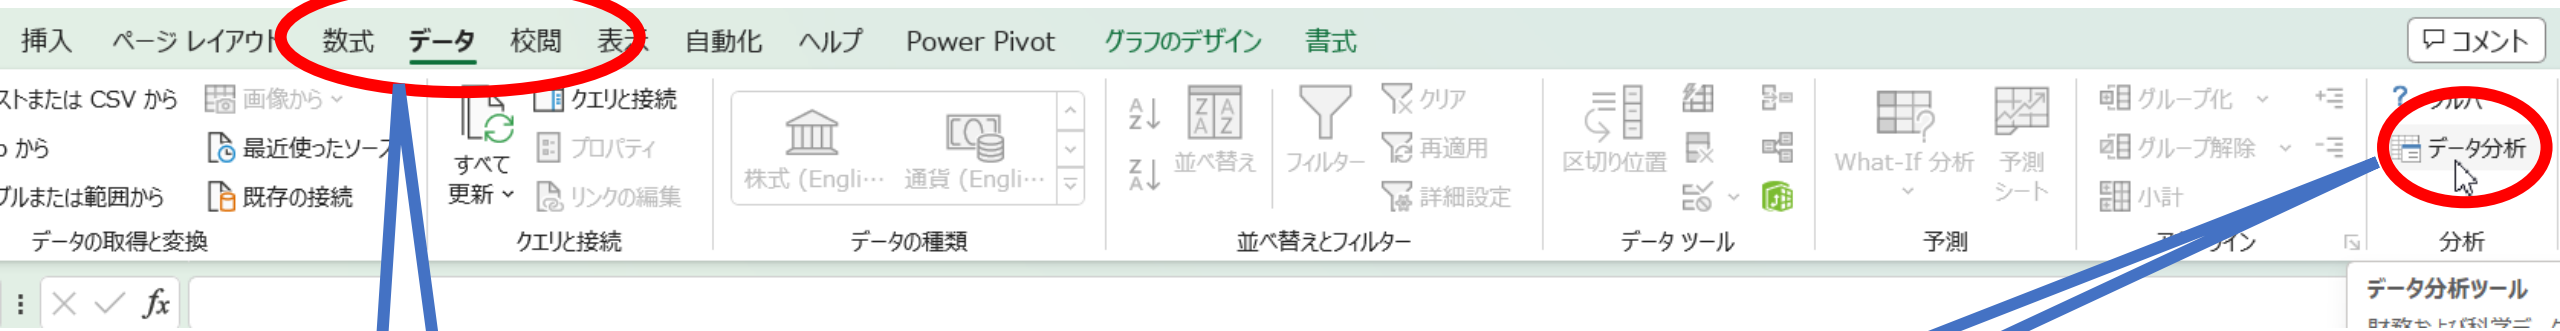 挿入 ページ レイアウト 数式 データ 校閲 表示 自動化 ヘルプ Power Pivot グラフのデザイン 書式 コメント
ストまたは CSV から 画像から クエリと接続 クリア グループ化
から 最近使ったソース すべて 更新 プロパティ 株式 (Engli… 通貨 (Engli… 並べ替え フィルター 再適用 区切り位置 What-If 分析 予測 シート グループ解除 データ分析
ブルまたは範囲から 既存の接続 リンクの編集 詳細設定 小計
データの取得と変換 クエリと接続 データの種類 並べ替えとフィルター データ ツール 予測 分析
fx
データ分析ツール